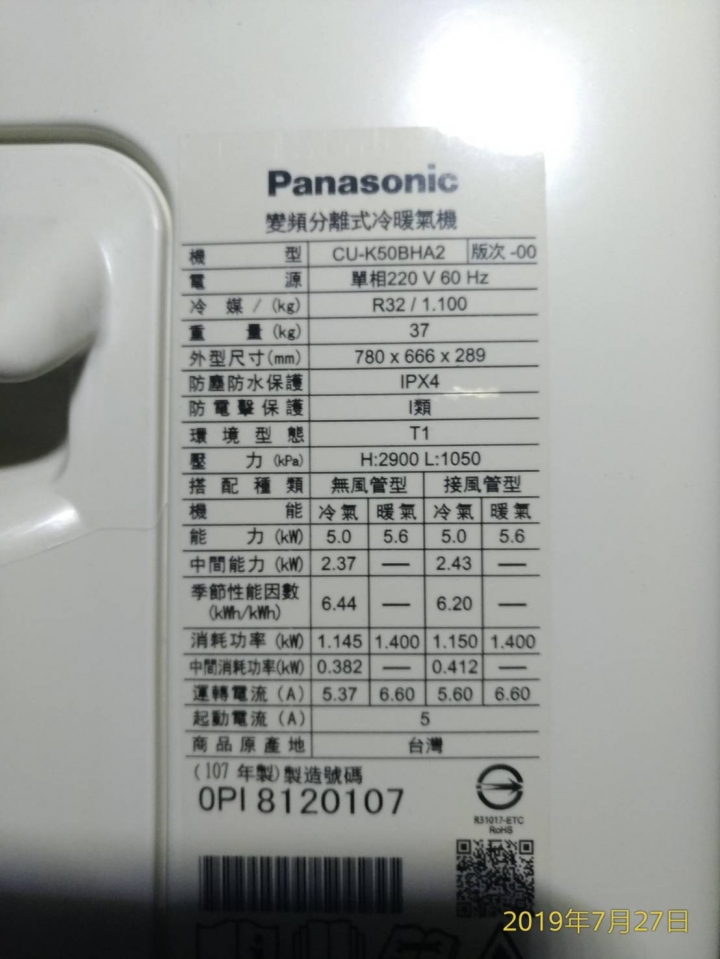 Panasonic
變頻分離式冷暖氣機
機型 CU-K50BHA2 版次 -00
電源 單相220 V 60 Hz
冷媒/(kg) R32 / 1.100
重量(kg) 37
外型尺寸(mm) 780 x 666 x 289
防塵防水保護 IPX4
防電擊保護 I類
環境型態 T1
壓力(kPa) H:2900 L:1050
搭配種類 無風管型 接風管型
機能 冷氣 暖氣 冷氣 暖氣
能力(kW) 5.0 5.6 5.0 5.6
中間能力(kW) 2.37 — 2.43 —
季節性能因數
(kWh/kWh) 6.44 — 6.20 —
消耗功率(kW) 1.145 1.400 1.150 1.400
中間消耗功率(kW) 0.382 — 0.412 —
運轉電流(A) 5.37 6.60 5.60 6.60
起動電流(A) 5
商品原產地 台灣
(107 年製)製造號碼
0PI8120107
R31017-ETC
RoHS
2019年7月27日